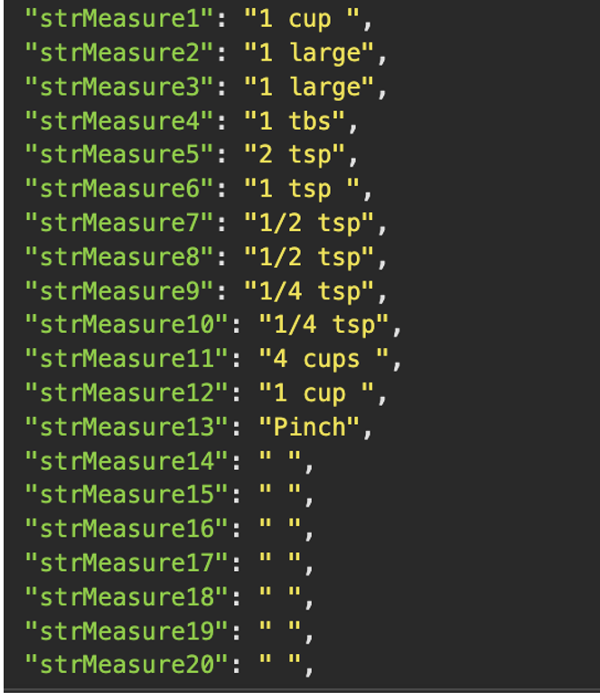 "strMeasure1": "1 cup ",
"strMeasure2": "1 large",
"strMeasure3": "1 large",
"strMeasure4": "1 tbs",
"strMeasure5": "2 tsp",
"strMeasure6": "1 tsp ",
"strMeasure7": "1/2 tsp",
"strMeasure8": "1/2 tsp",
"strMeasure9": "1/4 tsp",
"strMeasure10": "1/4 tsp",
"strMeasure11": "4 cups ",
"strMeasure12": "1 cup ",
"strMeasure13": "Pinch",
"strMeasure14": " ",
"strMeasure15": " ",
"strMeasure16": " ",
"strMeasure17": " ",
"strMeasure18": " ",
"strMeasure19": " ",
"strMeasure20": " ",